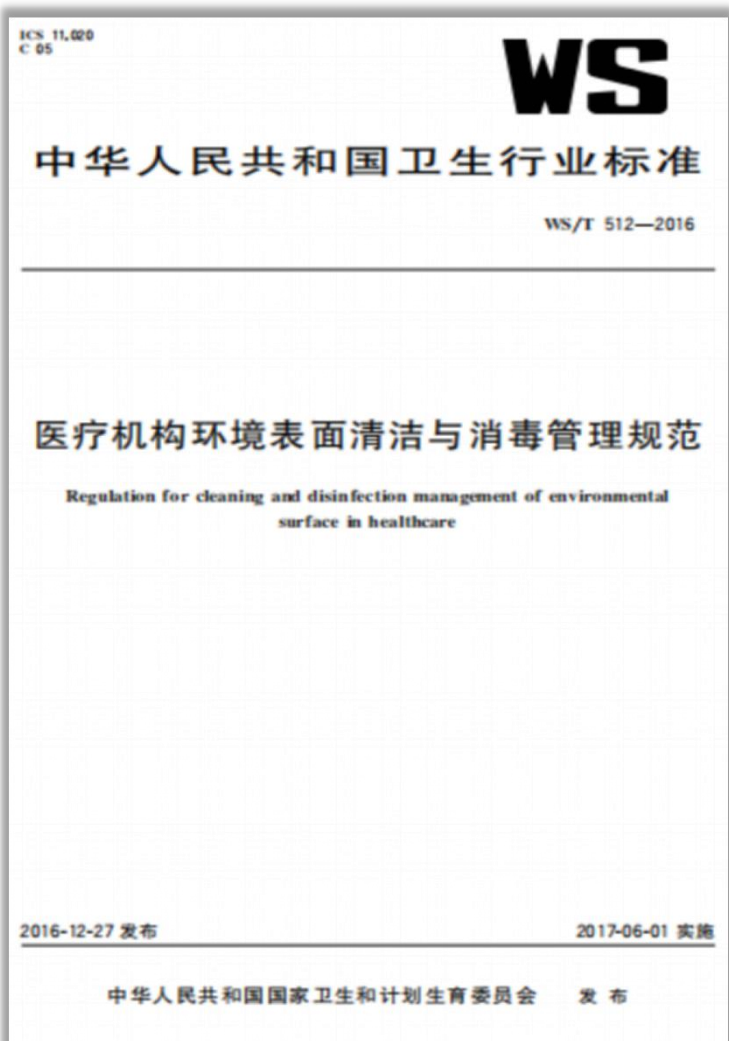 ICS 11.020
C 05
WS
中华人民共和国卫生行业标准
WS/T 512—2016
医疗机构环境表面清洁与消毒管理规范
Regulation for cleaning and disinfection management of environmental
surface in healthcare
2016-12-27 发布
2017-06-01 实施
中华人民共和国国家卫生和计划生育委员会 发 布